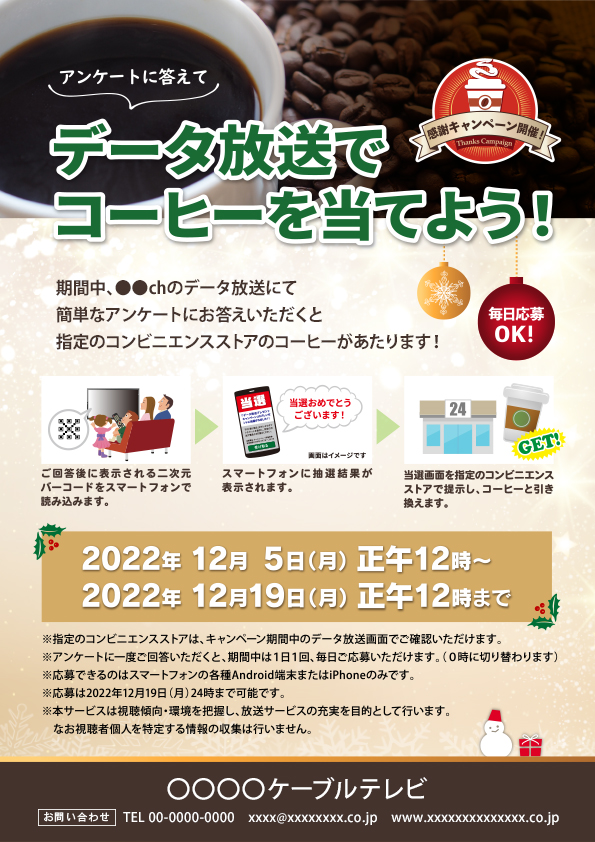 アンケートに答えて
データ放送で
コーヒーを当てよう！
感謝キャンペーン開催！
Thanks Campaign
期間中、●●chのデータ放送にて
簡単なアンケートにお答えいただくと
指定のコンビニエンスストアのコーヒーがあたります！
毎日応募
OK!
当選
当選おめでとう
ございます！
画面はイメージです
24
GET!
ご回答後に表示される二次元
バーコードをスマートフォンで
読み込みます。
スマートフォンに抽選結果が
表示されます。
当選画面を指定のコンビニエンス
ストアで提示し、コーヒーと引き
換えます。
2022年 12月 5日（月） 正午12時～
2022年 12月19日（月） 正午12時まで
※指定のコンビニエンスストアは、キャンペーン期間中のデータ放送画面でご確認いただけます。
※アンケートに一度ご回答いただくと、期間中は1日1回、毎日ご応募いただけます。（0時に切り替わります）
※応募できるのはスマートフォンの各種Android端末またはiPhoneのみです。
※応募は2022年12月19日（月）24時まで可能です。
※本サービスは視聴傾向・環境を把握し、放送サービスの充実を目的として行います。
なお視聴者個人を特定する情報の収集は行いません。
〇〇〇〇ケーブルテレビ
お問い合わせ TEL 00-0000-0000 xxxx@xxxxxxxx.co.jp www.xxxxxxxxxxxxxxx.co.jp